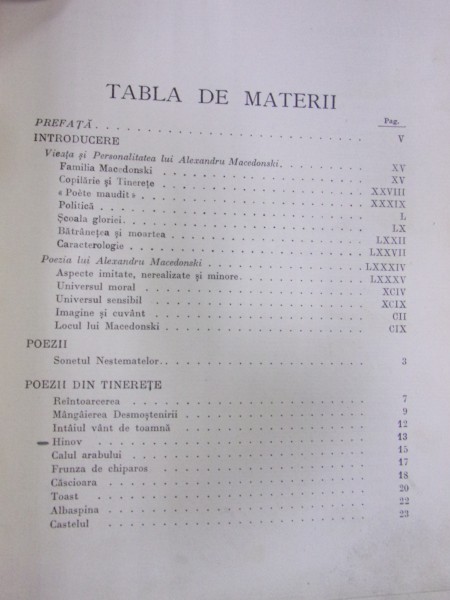 TABLA DE MATERII
Pag.
PREFAȚĂ . . . . . . . . . . V
INTRODUCERE
Vieața și Personalitatea lui Alexandru Macedonski . . . . . . . . . . XV
Familia Macedonski . . . . . . . . . . XV
Copilărie și Tinerețe . . . . . . . . . . XXVIII
« Poète maudit » . . . . . . . . . . XXXIX
Politică . . . . . . . . . . L
Școala gloriei . . . . . . . . . . LX
Bătrânețea și moartea . . . . . . . . . . LXXII
Caracterologie . . . . . . . . . . LXXVII
Poezia lui Alexandru Macedonski . . . . . . . . . . LXXXIV
Aspecte imitate, nerealizate și minore . . . . . . . . . . LXXXV
Universul moral . . . . . . . . . . XCIV
Universul sensibil . . . . . . . . . . XCIX
Imagine și cuvânt . . . . . . . . . . CII
Locul lui Macedonski . . . . . . . . . . CIX
POEZII
Sonetul Nestematelor . . . . . . . . . . 3
POEZII DIN TINEREȚE
Reîntoarcerea . . . . . . . . . . 7
Mângâierea Desmoștenirii . . . . . . . . . . 9
Intâiul vânt de toamnă . . . . . . . . . . 12
Hinov . . . . . . . . . . 13
Calul arabului . . . . . . . . . . 15
Frunza de chiparos . . . . . . . . . . 17
Căscioara . . . . . . . . . . 18
Toast . . . . . . . . . . 20
Albaspina . . . . . . . . . . 22
Castelul . . . . . . . . . . 23